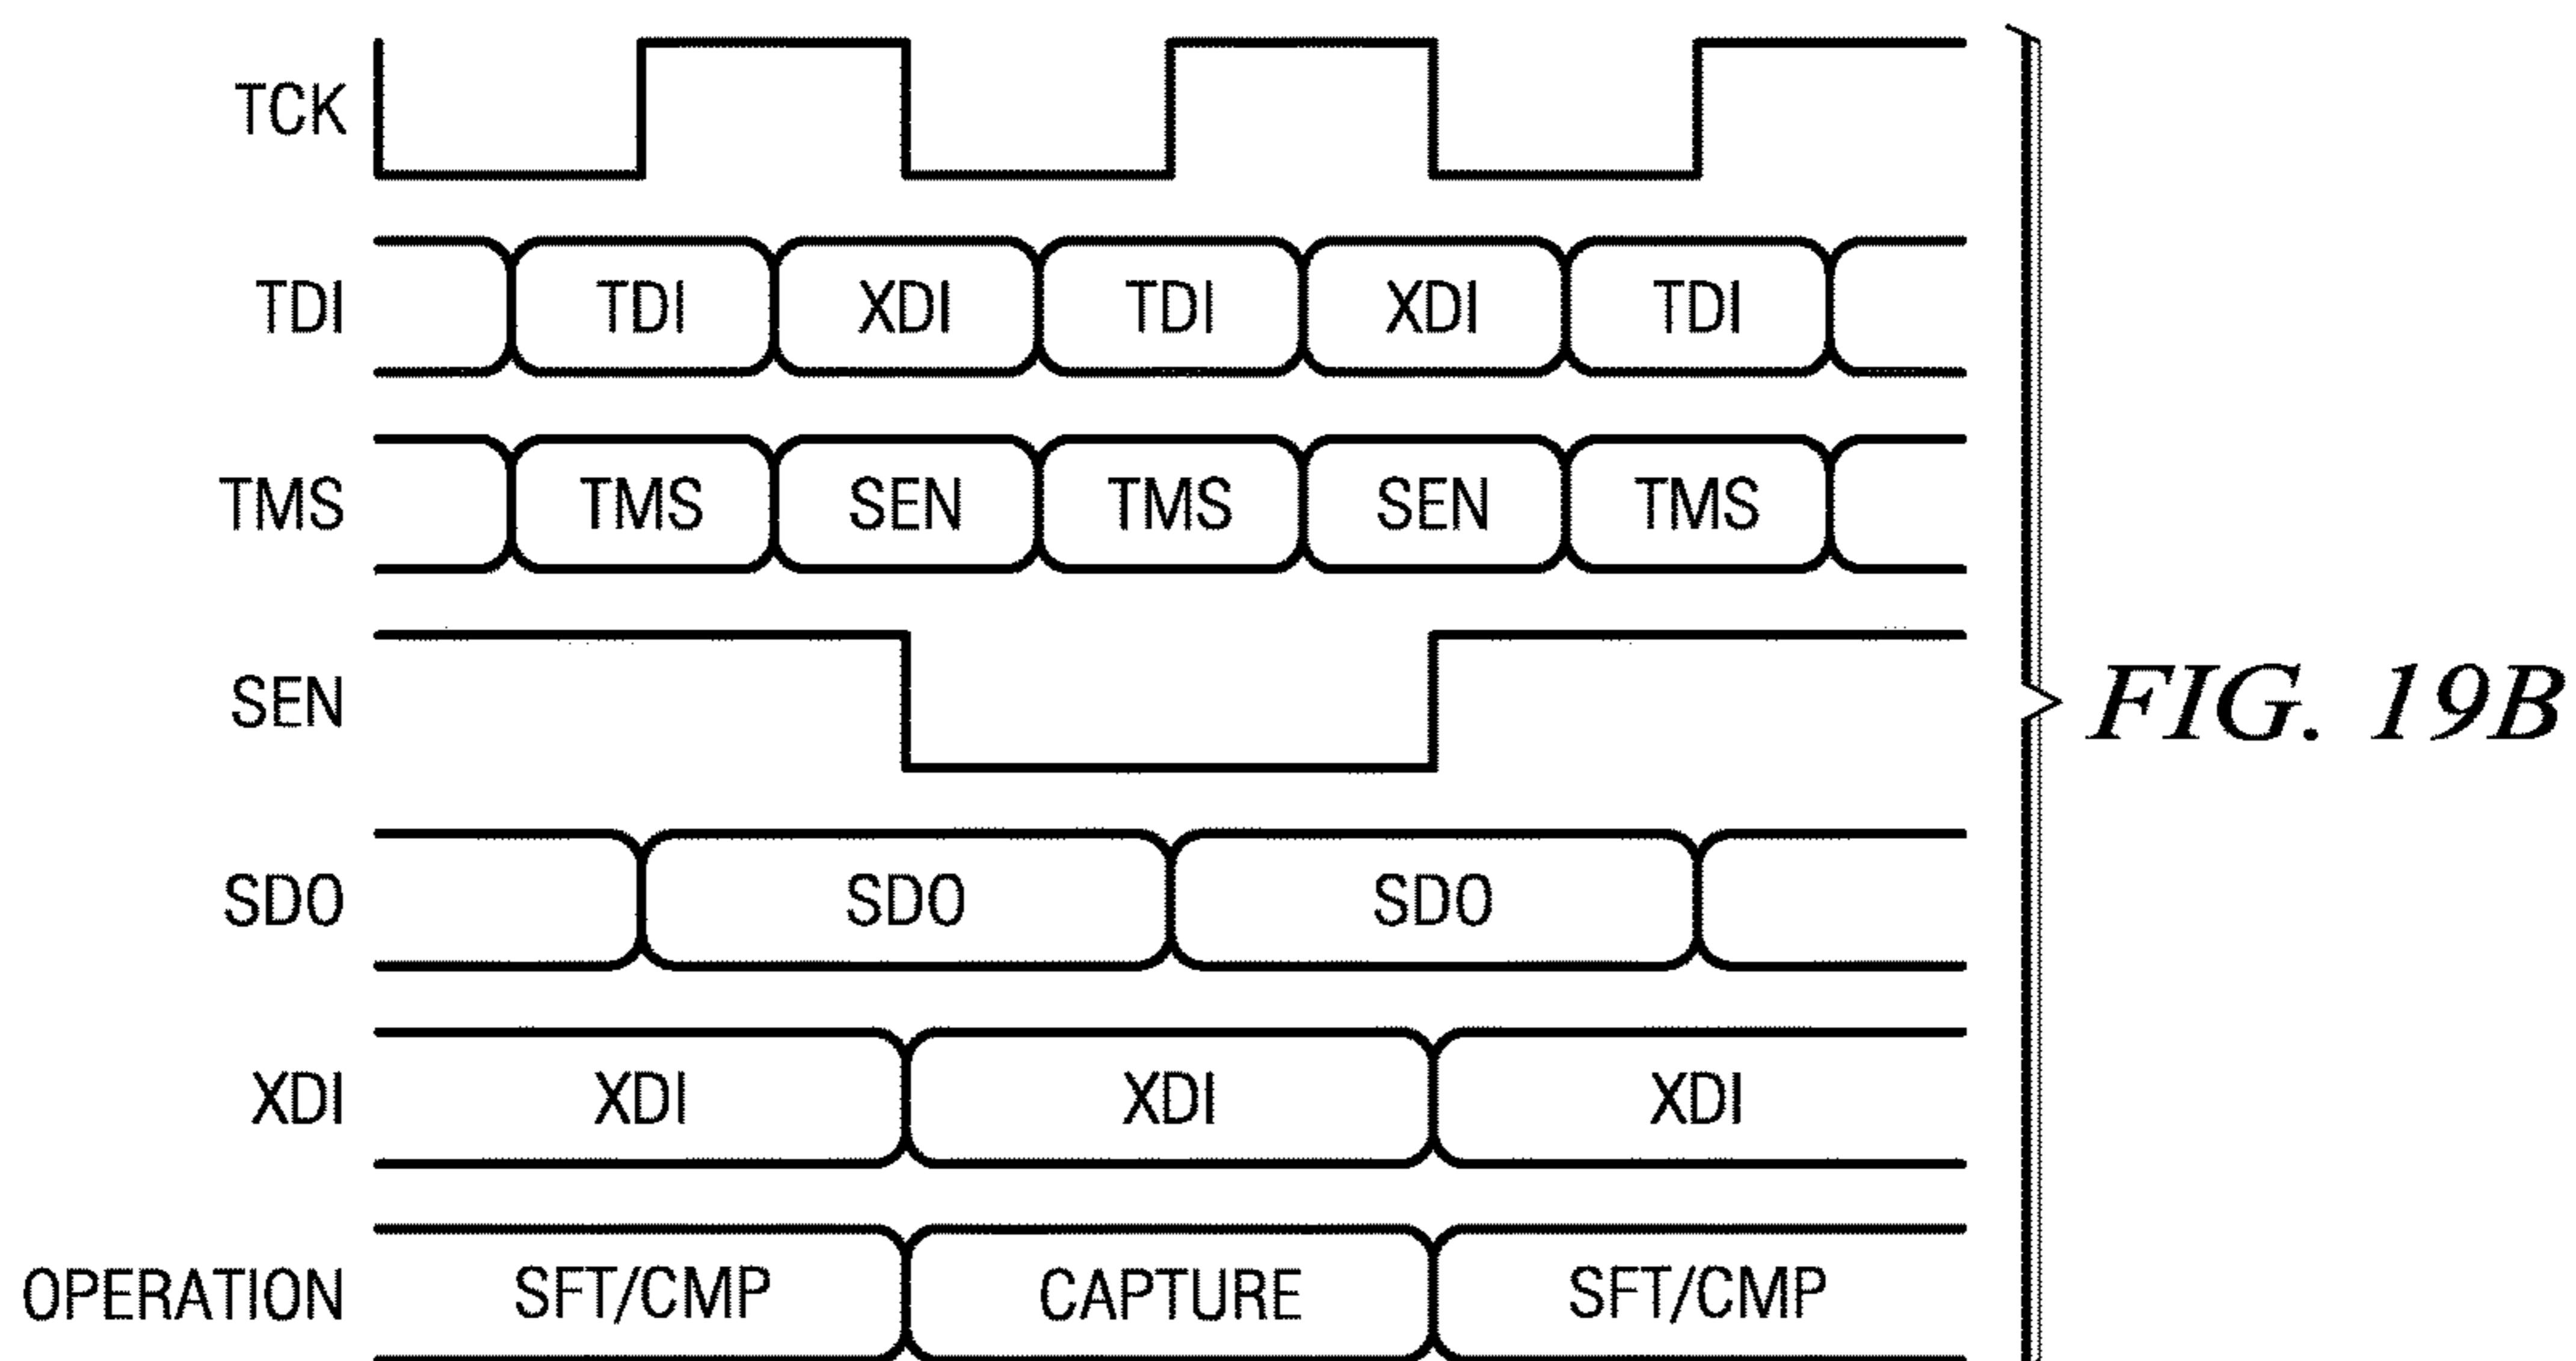 TCK
TDI TDI XDI TDI XDI TDI
TMS TMS SEN TMS SEN TMS
SEN
FIG. 19B
SDO SDO SDO
XDI XDI XDI XDI
OPERATION SFT/CMP CAPTURE SFT/CMP